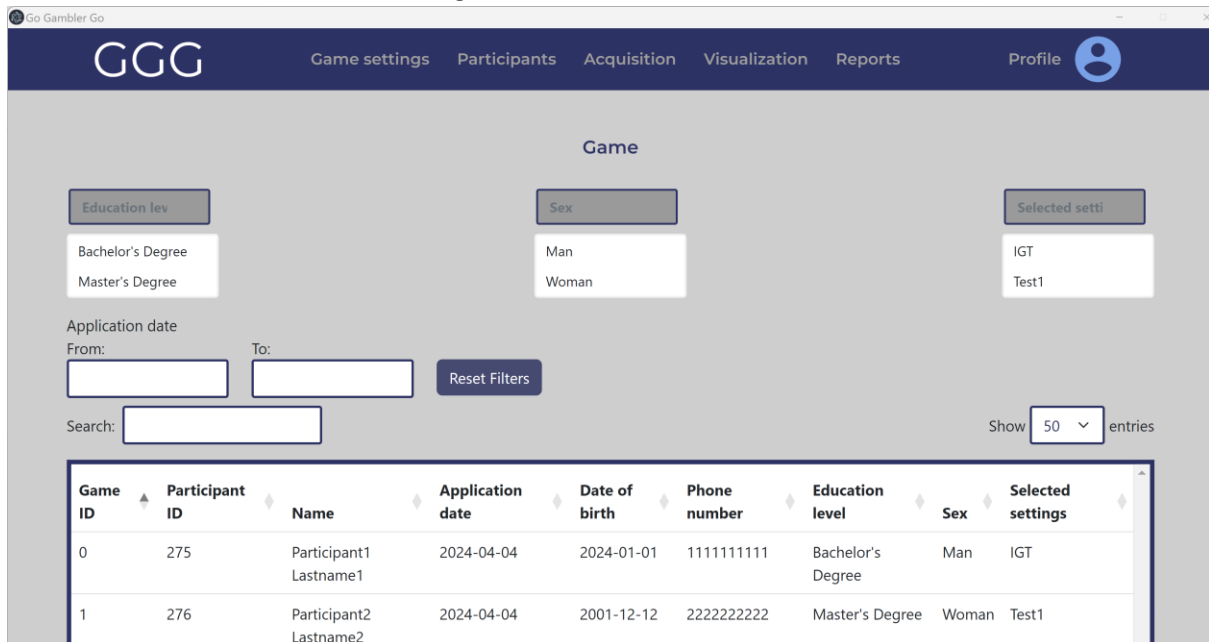 Go Gambler Go
GGG Game settings Participants Acquisition Visualization Reports Profile
Game
Education lev Sex Selected setti
Bachelor's Degree Man IGT
Master's Degree Woman Test1
Application date
From: To:
Reset Filters
Search: Show 50 entries
Game ID Participant ID Name Application date Date of birth Phone number Education level Sex Selected settings
0 275 Participant1 Lastname1 2024-04-04 2024-01-01 1111111111 Bachelor's Degree Man IGT
1 276 Participant2 Lastname2 2024-04-04 2001-12-12 2222222222 Master's Degree Woman Test1